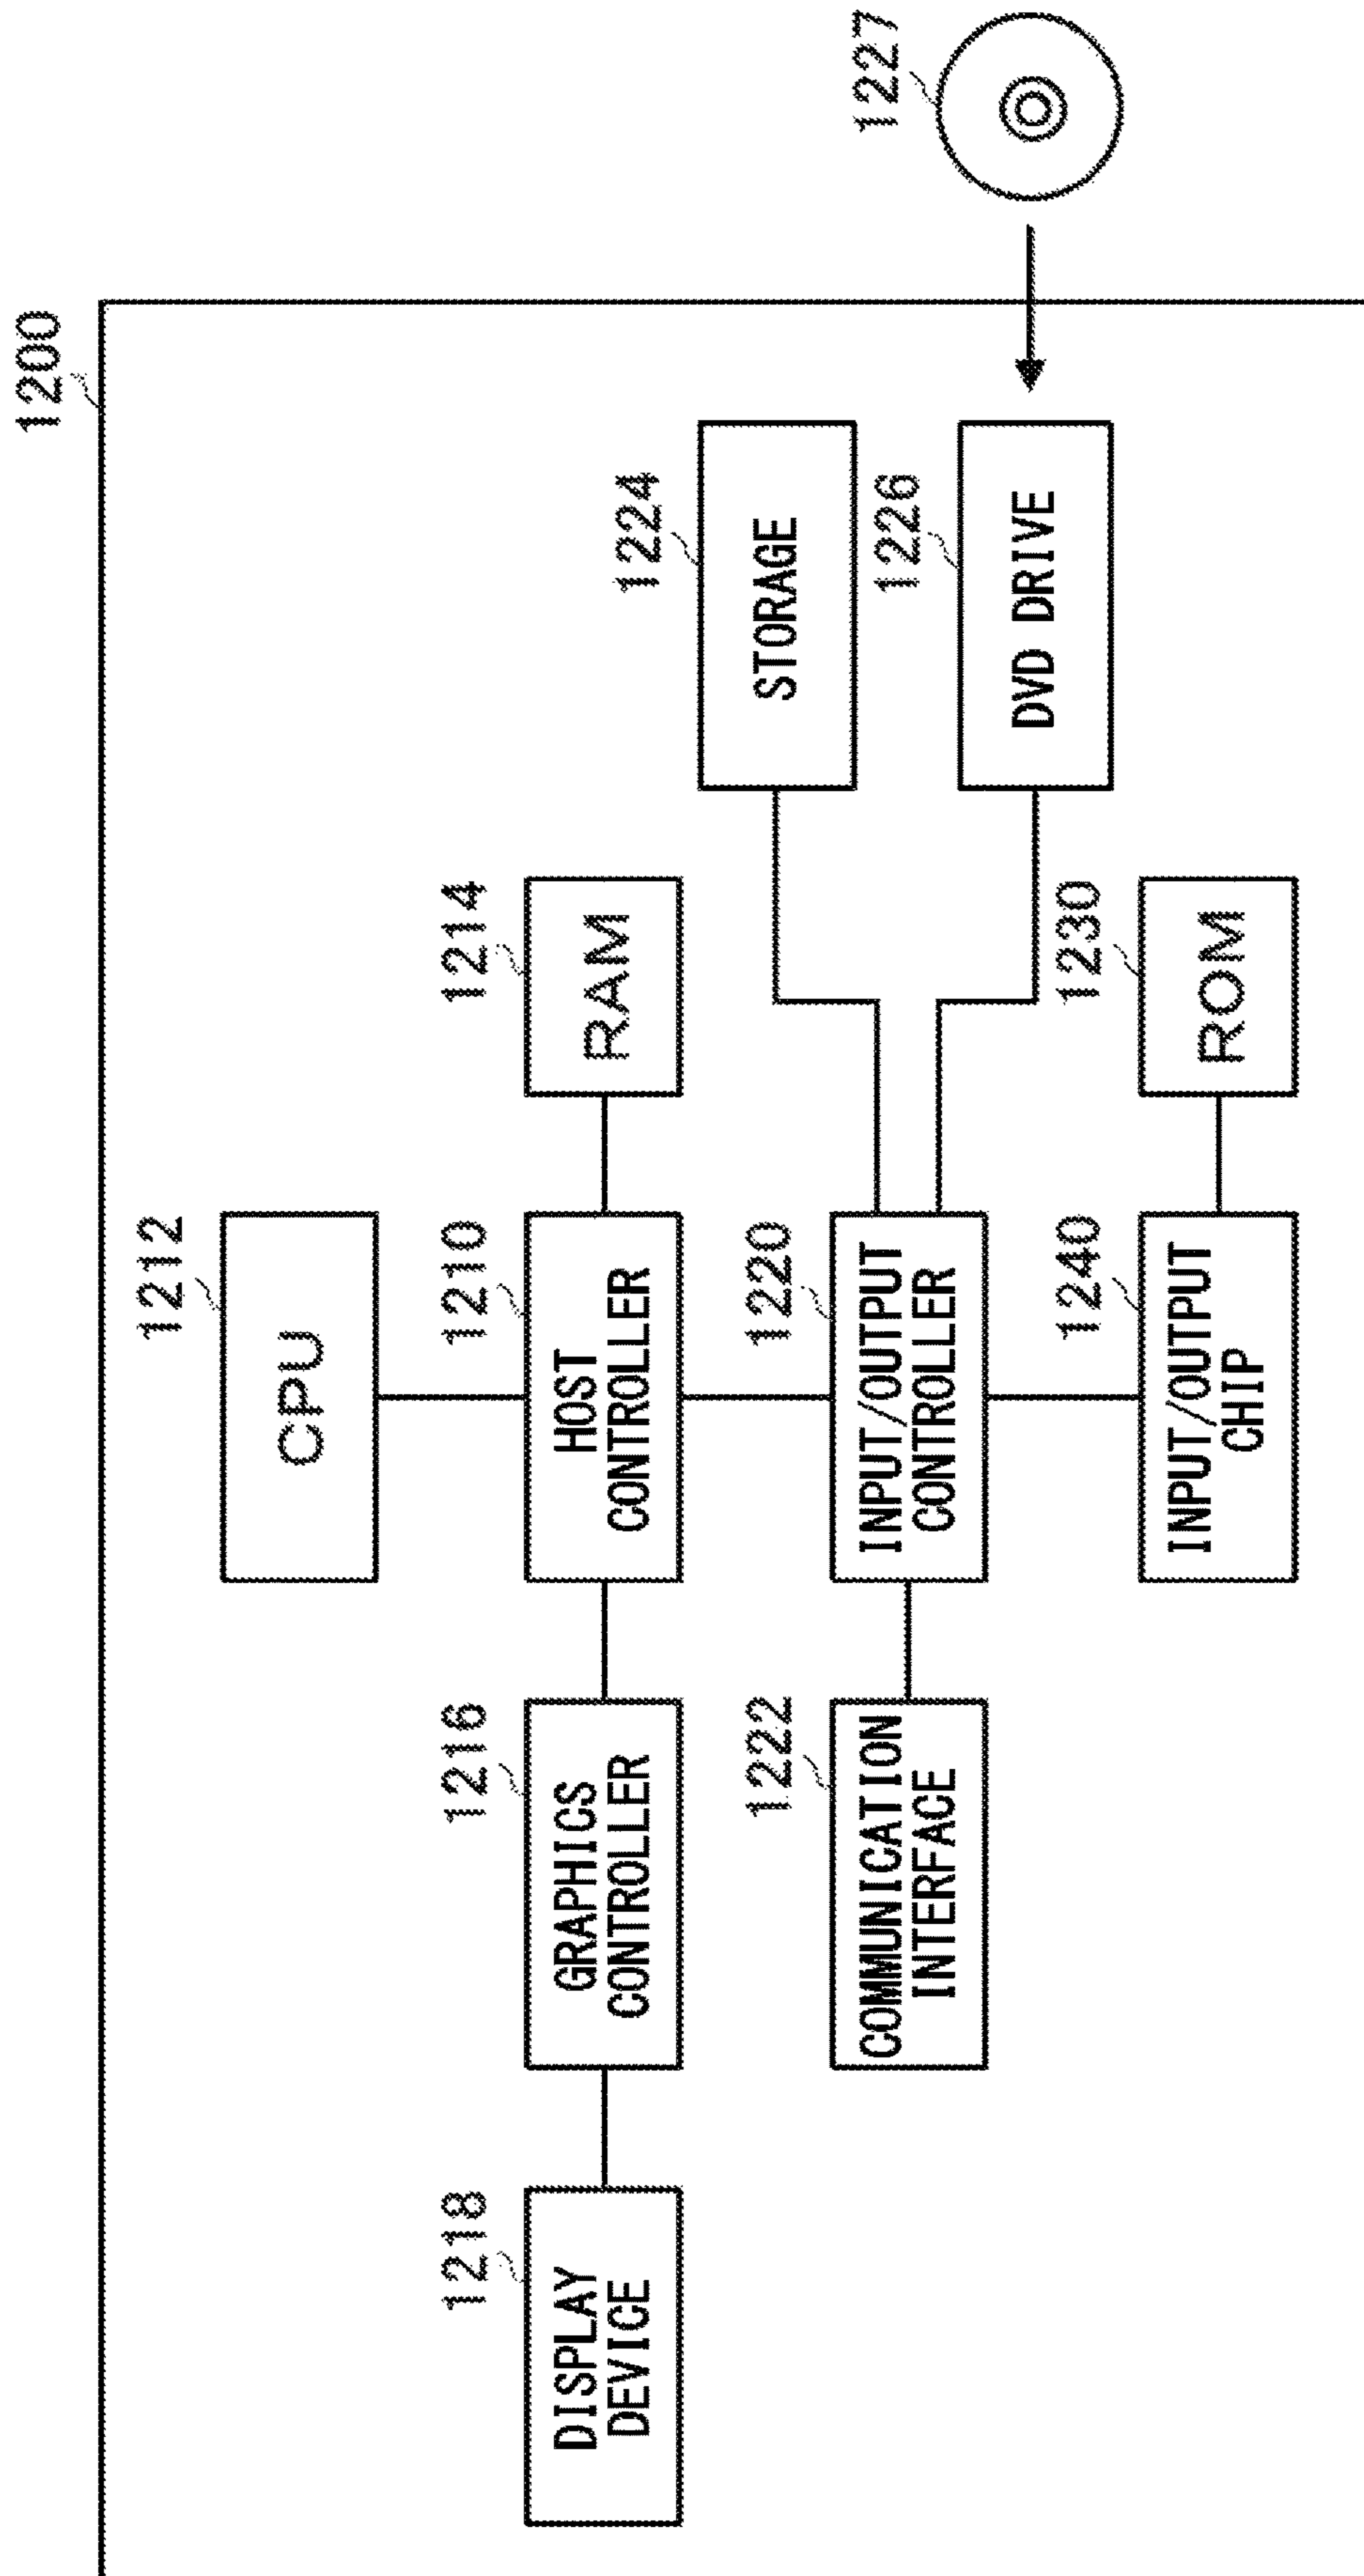 1200
1212
CPU
1218
DISPLAY
DEVICE
1216
GRAPHICS
CONTROLLER
1210
HOST
CONTROLLER
1214
RAM
1222
COMMUNICATION
INTERFACE
1220
INPUT/OUTPUT
CONTROLLER
1224
STORAGE
1226
DVD DRIVE
1227
1240
INPUT/OUTPUT
CHIP
1230
ROM